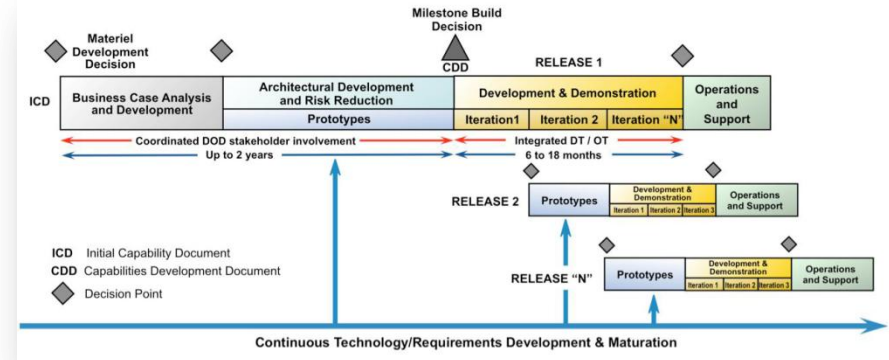 Milestone Build
Decision
Materiel
Development
Decision
CDD
RELEASE 1
ICD
Business Case Analysis
and Development
Architectural Development
and Risk Reduction
Prototypes
Development & Demonstration
Iteration1
Iteration 2
Iteration “N”
Operations
and
Support
Coordinated DOD stakeholder involvement
Up to 2 years
Integrated DT / OT
6 to 18 months
RELEASE 2
Prototypes
Development &
Demonstration
Iteration 1
Iteration 2
Iteration 3
Operations
and Support
RELEASE “N”
Prototypes
Development &
Demonstration
Iteration 1
Iteration 2
Iteration 3
Operations
and Support
ICD Initial Capability Document
CDD Capabilities Development Document
Decision Point
Continuous Technology/Requirements Development & Maturation